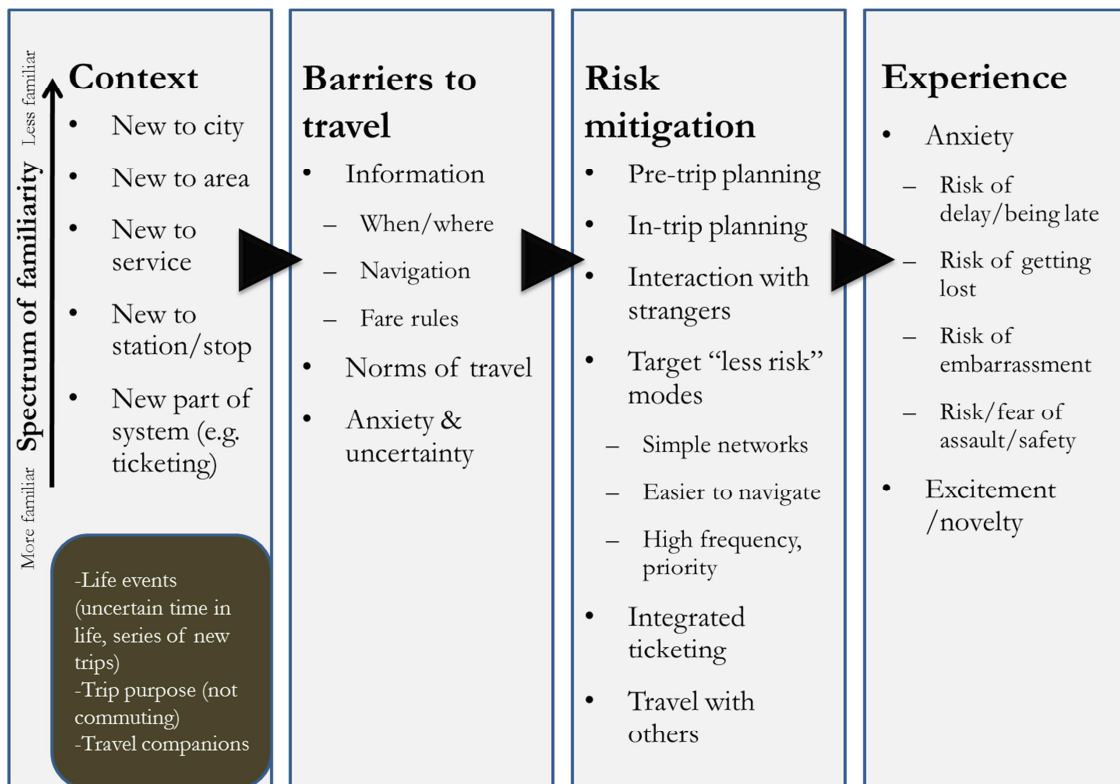 Less familiar
Spectrum of familiarity
More familiar
Context
• New to city
• New to area
• New to
service
• New to
station/stop
• New part of
system (e.g.
ticketing)
-Life events
(uncertain time in
life, series of new
trips)
-Trip purpose (not
commuting)
-Travel companions
Barriers to
travel
• Information
– When/where
– Navigation
– Fare rules
• Norms of travel
• Anxiety &
uncertainty
Risk
mitigation
• Pre-trip planning
• In-trip planning
• Interaction with
strangers
• Target “less risk”
modes
– Simple networks
– Easier to navigate
– High frequency,
priority
• Integrated
ticketing
• Travel with
others
Experience
• Anxiety
– Risk of
delay/being late
– Risk of getting
lost
– Risk of
embarrassment
– Risk/fear of
assault/safety
• Excitement
/novelty